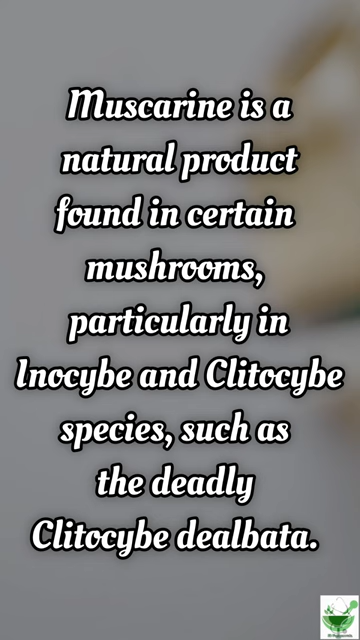 Muscarine is a
natural product
found in certain
mushrooms,
particularly in
Inocybe and Clitocybe
species, such as
the deadly
Clitocybe dealbata.